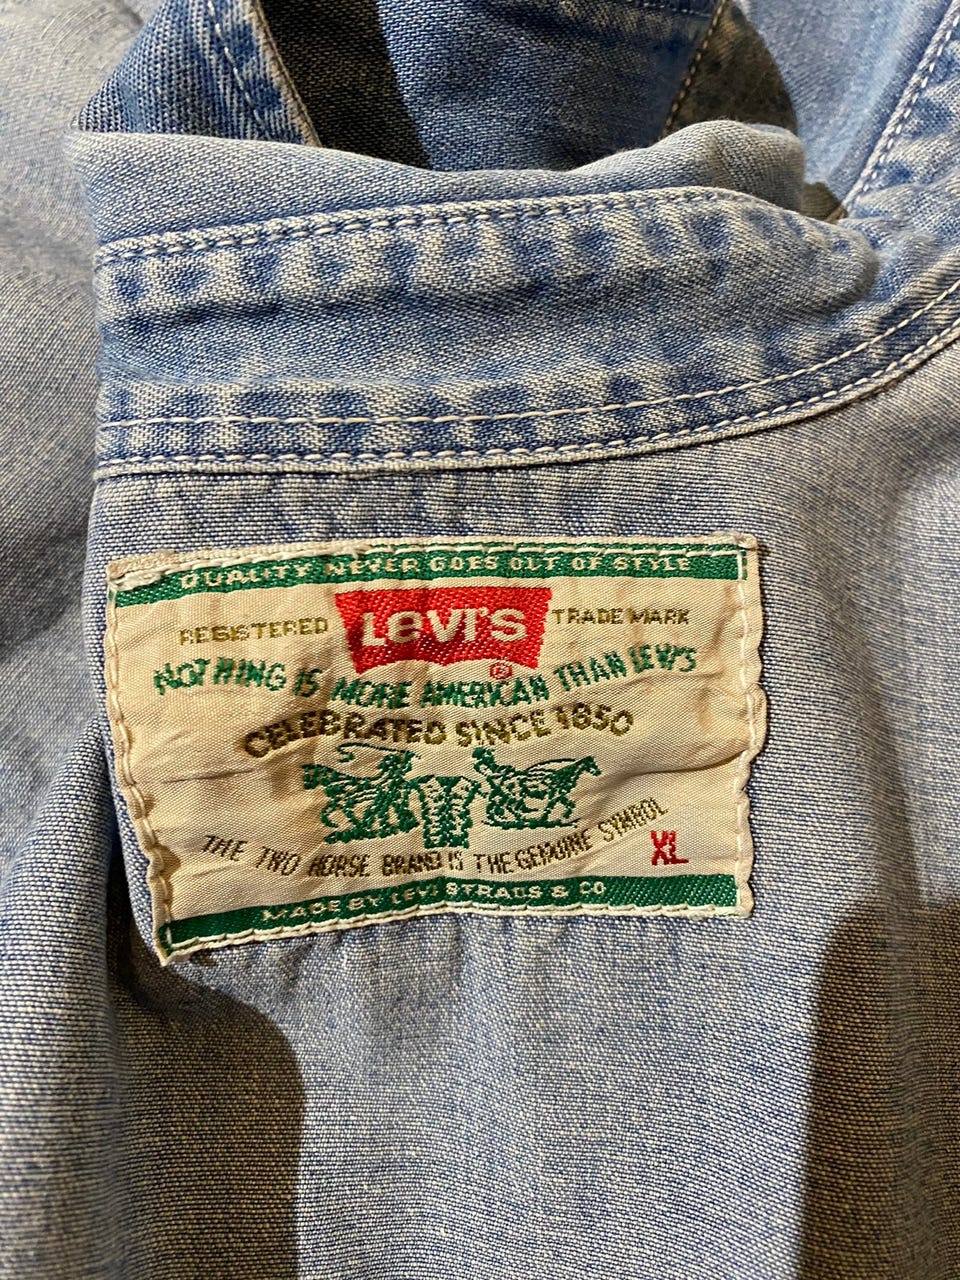 QUALITY NEVER GOES OUT OF STYLE
REGISTERED LEVI'S TRADE MARK
®
NOTHING IS MORE AMERICAN THAN LEVI'S
CELEBRATED SINCE 1850
THE TWO HORSE BRAND IS THE GENUINE SYMBOL
XL
MADE BY LEVI STRAUS & CO